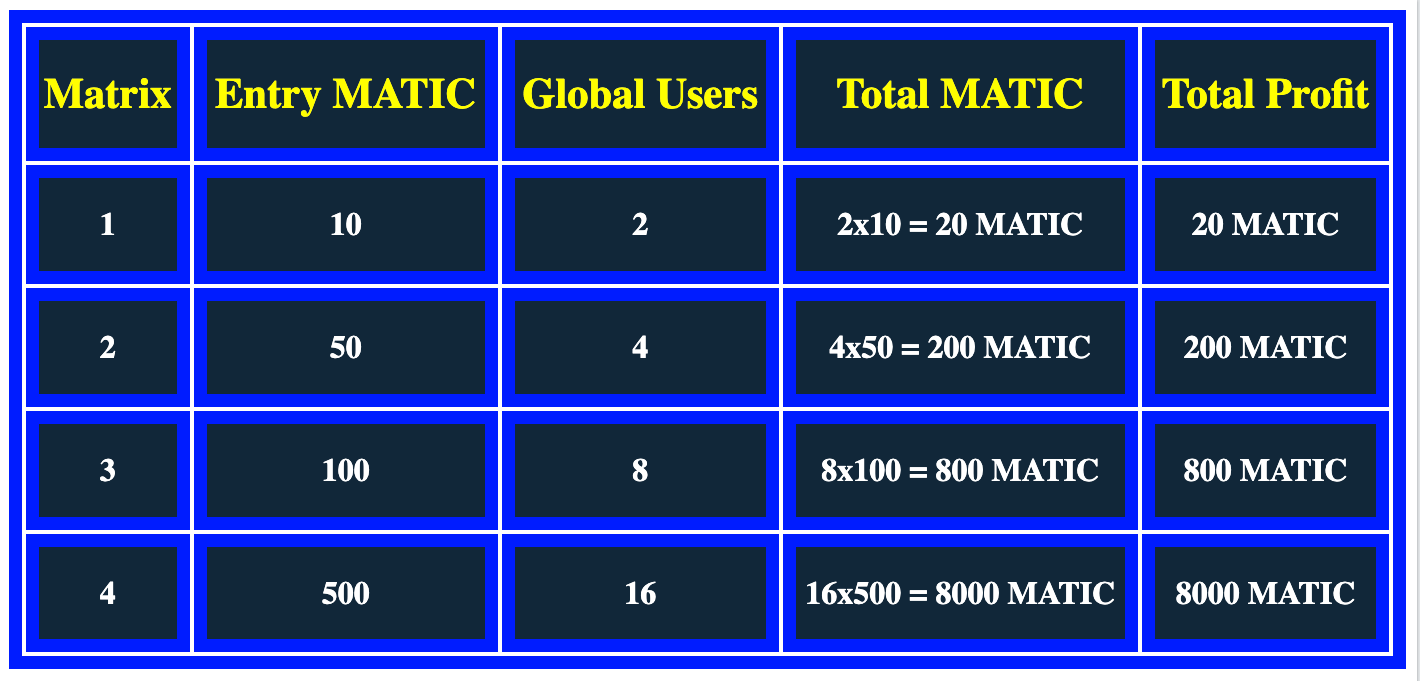 Matrix Entry MATIC Global Users Total MATIC Total Profit
1 10 2 2x10 = 20 MATIC 20 MATIC
2 50 4 4x50 = 200 MATIC 200 MATIC
3 100 8 8x100 = 800 MATIC 800 MATIC
4 500 16 16x500 = 8000 MATIC 8000 MATIC